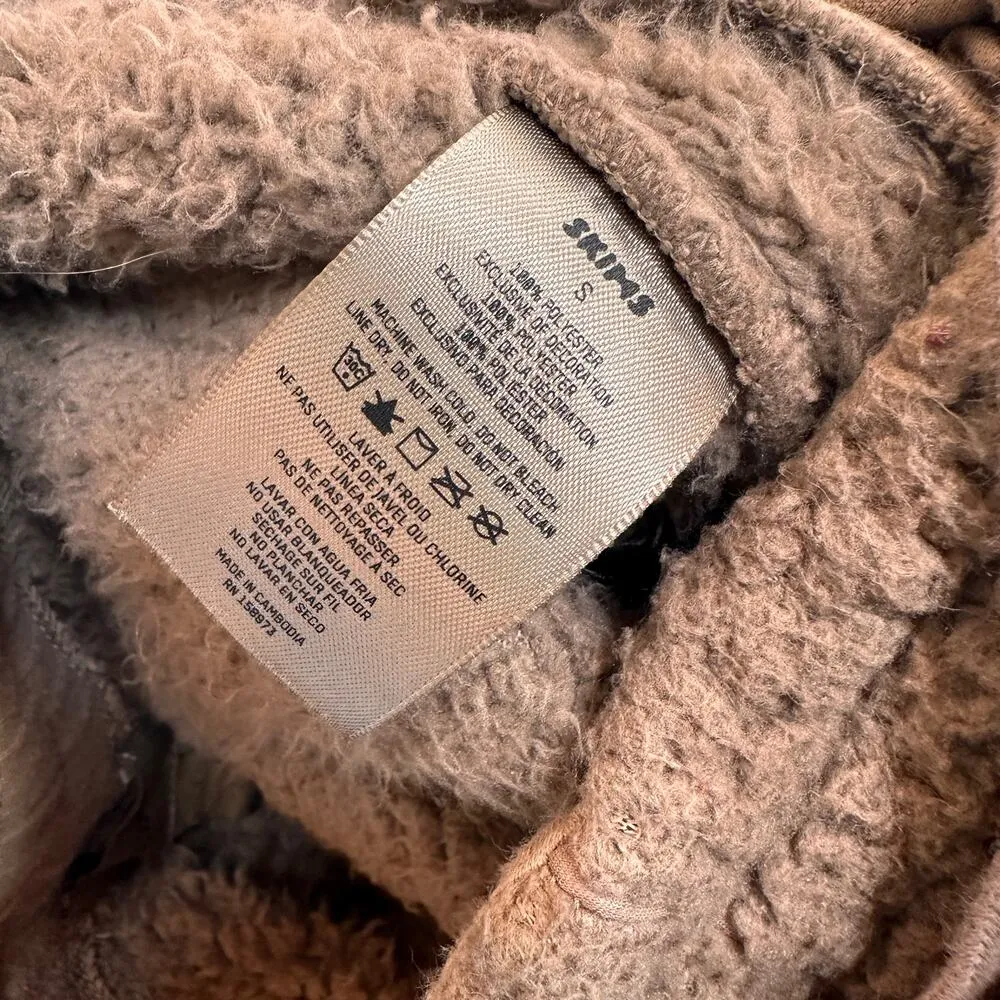 SKIMS
S
100% POLYESTER
EXCLUSIVE OF DECORATION
100% POLYESTER
EXCLUSIVITÉ DE LA DÉCORATION
100% POLIÉSTER
EXCLUSIVO PARA DECORACIÓN
MACHINE WASH COLD. DO NOT BLEACH.
LINE DRY. DO NOT IRON. DO NOT DRY CLEAN
30C
LAVER À FROID
NE PAS UTILISER DE JAVEL OU CHLORINE
LINEA SECA
NE PAS REPASSER
PAS DE NETTOYAGE À SEC
LAVAR CON AGUA FRIA
NO USAR BLANQUEADOR
SECHAGE SUR FIL
NO PLANCHAR
NO LAVAR EN SECO
MADE IN CAMBODIA
RN 158973